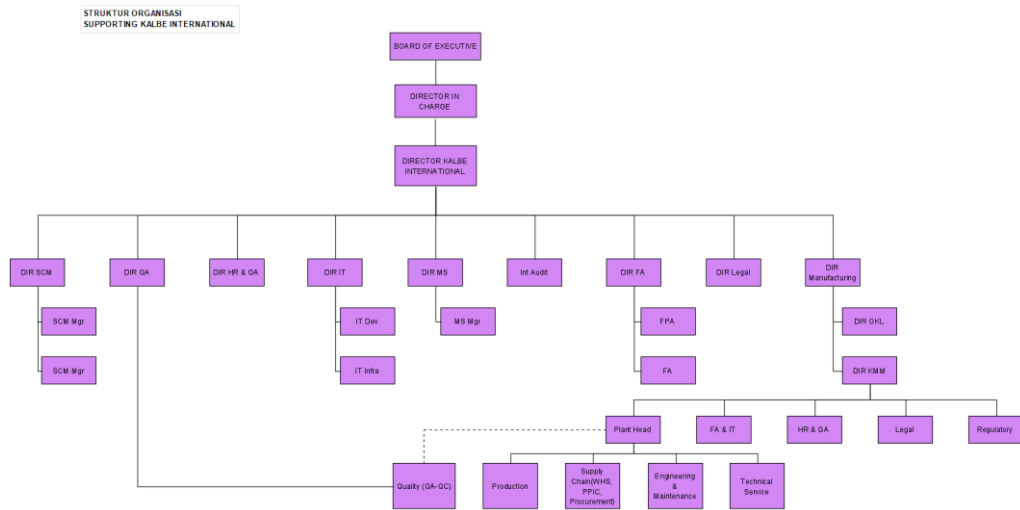 STRUKTUR ORGANISASI
SUPPORTING KALBE INTERNATIONAL
BOARD OF EXECUTIVE
DIRECTOR IN
CHARGE
DIRECTOR KALBE
INTERNATIONAL
DIR SCM
DIR QA
DIR HR & GA
DIR IT
DIR MS
Int Audit
DIR FA
DIR Legal
DIR
Manufacturing
SCM Mgr
IT Dev
MS Mgr
FPA
DIR OKL
SCM Mgr
IT Infra
FA
DIR KMM
Plant Head
FA & IT
HR & GA
Legal
Regulatory
Quality (QA-QC)
Production
Supply
Chain(WHS,
PPIC,
Procurement)
Engineering
&
Maintenance
Technical
Service